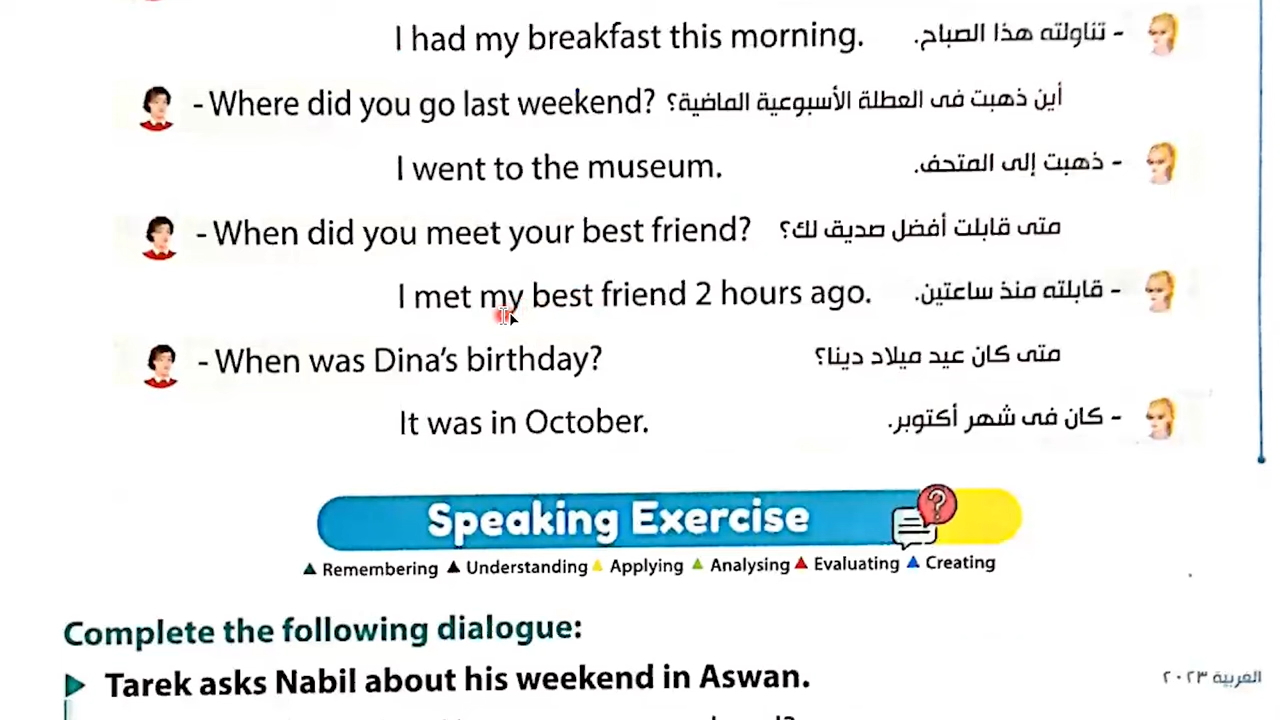 I had my breakfast this morning. - تناولته هذا الصباح.
- Where did you go last weekend? أين ذهبت فى العطلة الأسبوعية الماضية؟
I went to the museum. - ذهبت إلى المتحف.
- When did you meet your best friend? متى قابلت أفضل صديق لك؟
I met my best friend 2 hours ago. - قابلته منذ ساعتين.
- When was Dina's birthday? متى كان عيد ميلاد دينا؟
It was in October. - كان فى شهر أكتوبر.
Speaking Exercise
Remembering Understanding Applying Analysing Evaluating Creating
Complete the following dialogue:
Tarek asks Nabil about his weekend in Aswan.
الغربية ٢٠٢٣